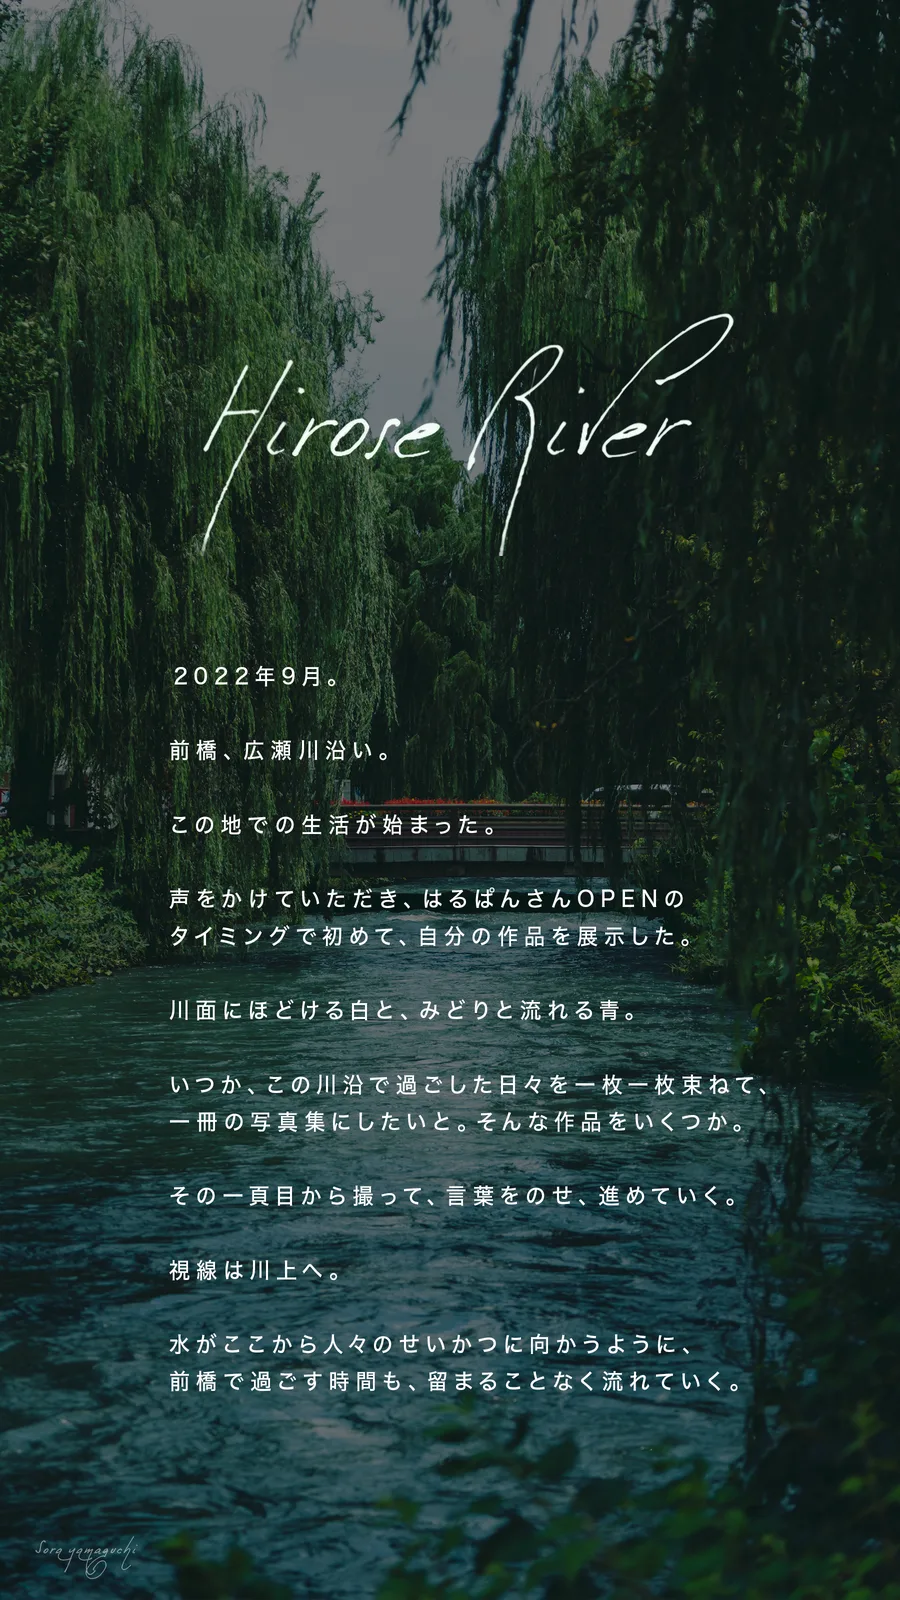 Hirose River
2022年9月。
前橋、広瀬川沿い。
この地での生活が始まった。
声をかけていただき、はるぱんさんOPENの
タイミングで初めて、自分の作品を展示した。
川面にほどける白と、みどりと流れる青。
いつか、この川沿で過ごした日々を一枚一枚束ねて、
一冊の写真集にしたいと。そんな作品をいくつか。
その一頁目から撮って、言葉をのせ、進めていく。
視線は川上へ。
水がここから人々のせいかつに向かうように、
前橋で過ごす時間も、留まることなく流れていく。
Sora yamaguchi